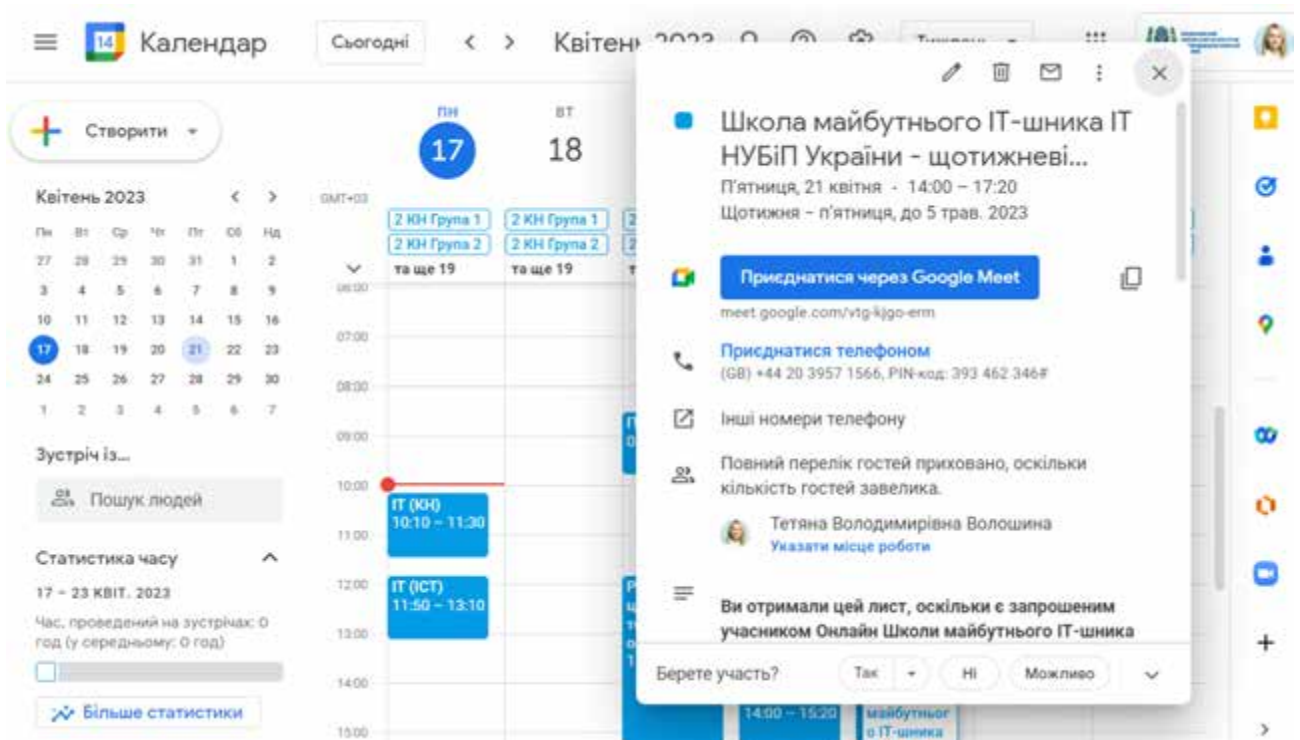 14
Календар
Сьогодні
Квітень 2023
Створити
Квітень 2023
Пн Вт Ср Чт Пт Сб Нд
27 28 29 30 31 1 2
3 4 5 6 7 8 9
10 11 12 13 14 15 16
17 18 19 20 21 22 23
24 25 26 27 28 29 30
1 2 3 4 5 6 7
Зустріч із...
Пошук людей
Статистика часу
17 – 23 КВІТ. 2023
Час, проведений на зустрічах: 0
год (у середньому: 0 год)
Більше статистики
ПН ВТ
17 18
GMT+03
2 КН Група 1 2 КН Група 1
2 КН Група 2 2 КН Група 2
та ще 19 та ще 19
06:00
07:00
08:00
09:00
10:00
ІТ (КН)
10:10 – 11:30
11:00
12:00
ІТ (ІСТ)
11:50 – 13:10
13:00
14:00
15:00
14:00 – 15:20
майбутньог
о ІТ-шника
Школа майбутнього ІТ-шника ІТ
НУБіП України - щотижневі...
П'ятниця, 21 квітня · 14:00 – 17:20
Щотижня – п'ятниця, до 5 трав. 2023
Приєднатися через Google Meet
meet.google.com/vtg-kjgo-erm
Приєднатися телефоном
(GB) +44 20 3957 1566, PIN-код: 393 462 346#
Інші номери телефону
Повний перелік гостей приховано, оскільки
кількість гостей завелика.
Тетяна Володимирівна Волошина
Указати місце роботи
Ви отримали цей лист, оскільки є запрошеним
учасником Онлайн Школи майбутнього ІТ-шника
Берете участь?
Так
Ні
Можливо